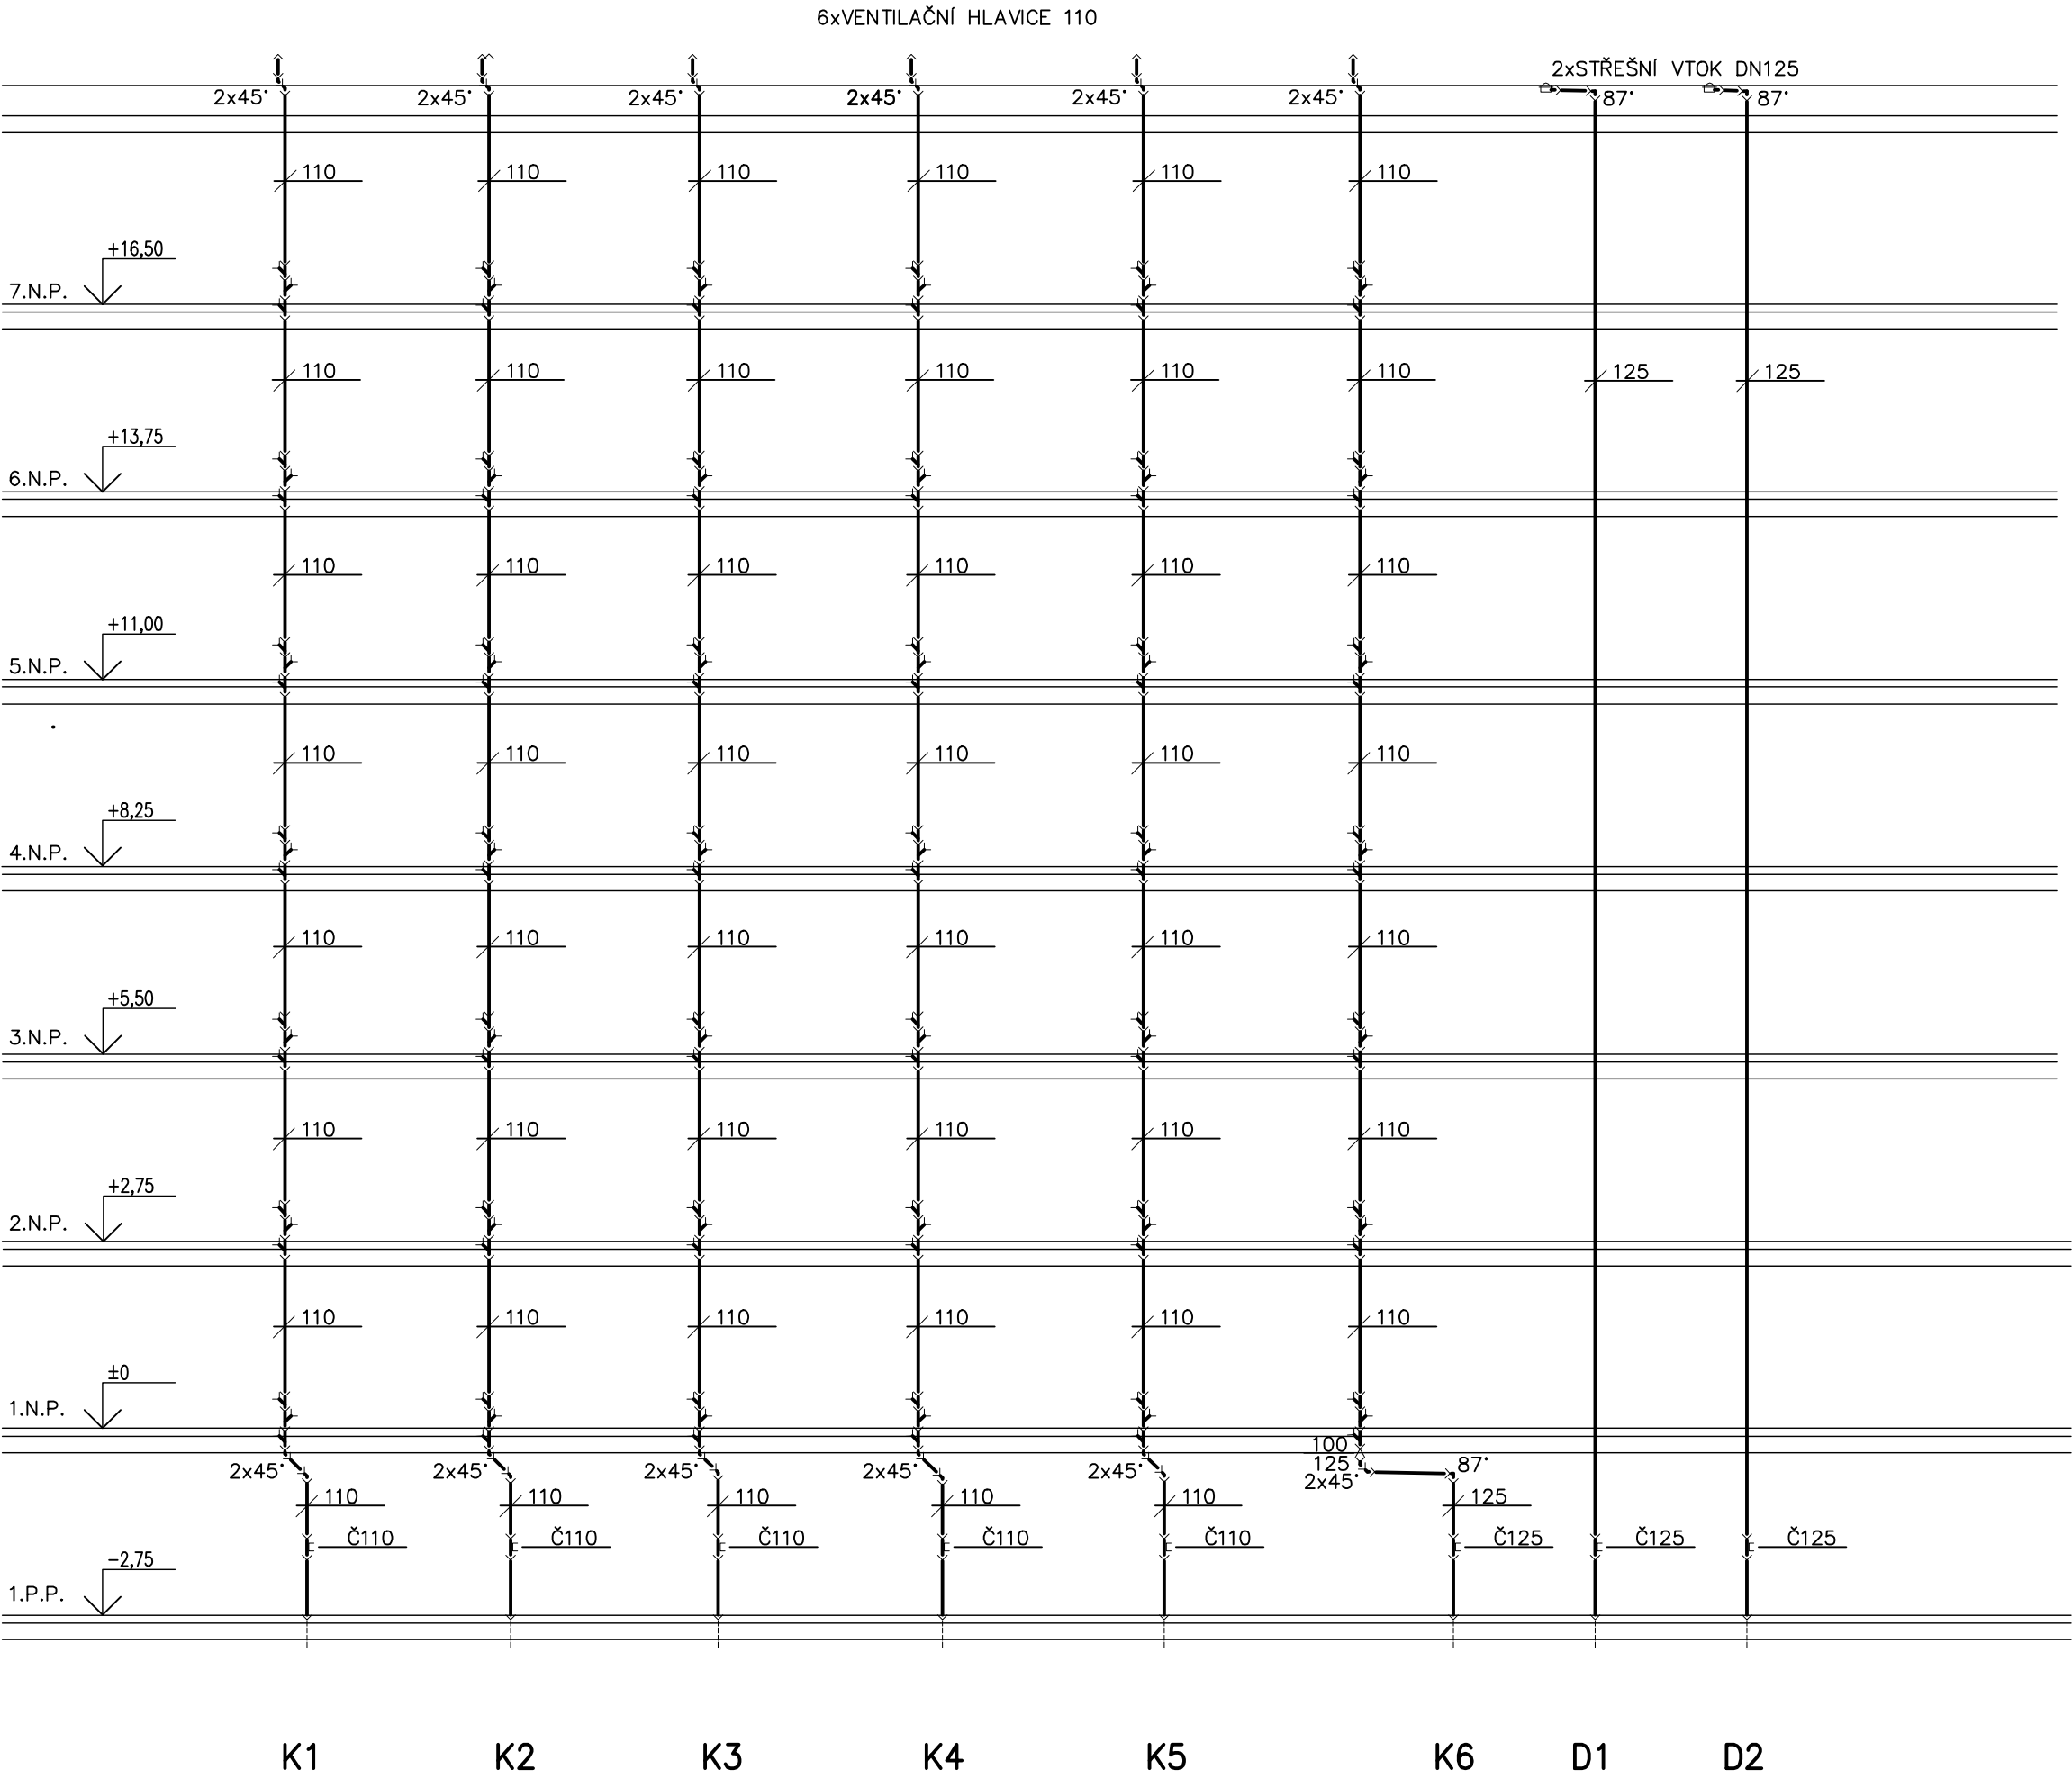 6xVENTILAČNÍ HLAVICE 110
2xSTŘEŠNÍ VTOK DN125
2x45° 2x45° 2x45° 2x45° 2x45° 2x45° 87° 87°
110 110 110 110 110 110
+16,50
7.N.P.
110 110 110 110 110 110 125 125
+13,75
6.N.P.
110 110 110 110 110 110
+11,00
5.N.P.
110 110 110 110 110 110
+8,25
4.N.P.
110 110 110 110 110 110
+5,50
3.N.P.
110 110 110 110 110 110
+2,75
2.N.P.
110 110 110 110 110 110
±0
1.N.P.
100
125 87°
2x45° 2x45° 2x45° 2x45° 2x45° 2x45°
110 110 110 110 110 125
Č110 Č110 Č110 Č110 Č110 Č125 Č125 Č125
-2,75
1.P.P.
K1 K2 K3 K4 K5 K6 D1 D2